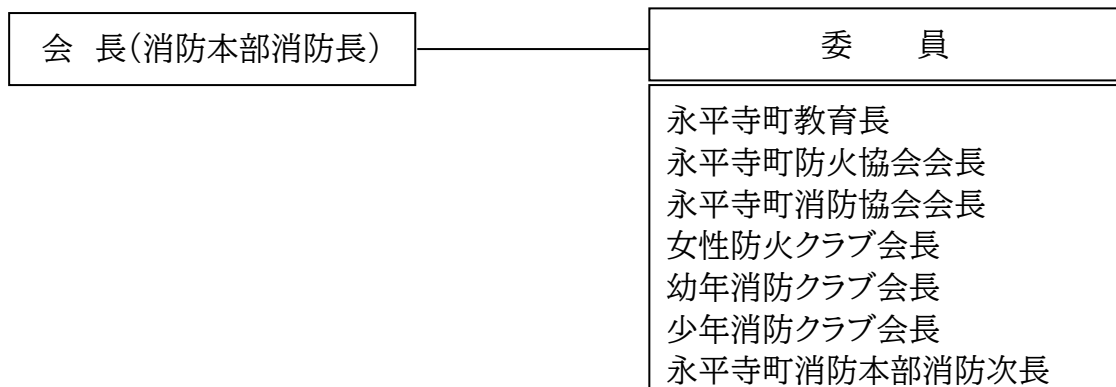 会 長（消防本部消防長）
委 員
永平寺町教育長
永平寺町防火協会会長
永平寺町消防協会会長
女性防火クラブ会長
幼年消防クラブ会長
少年消防クラブ会長
永平寺町消防本部消防次長